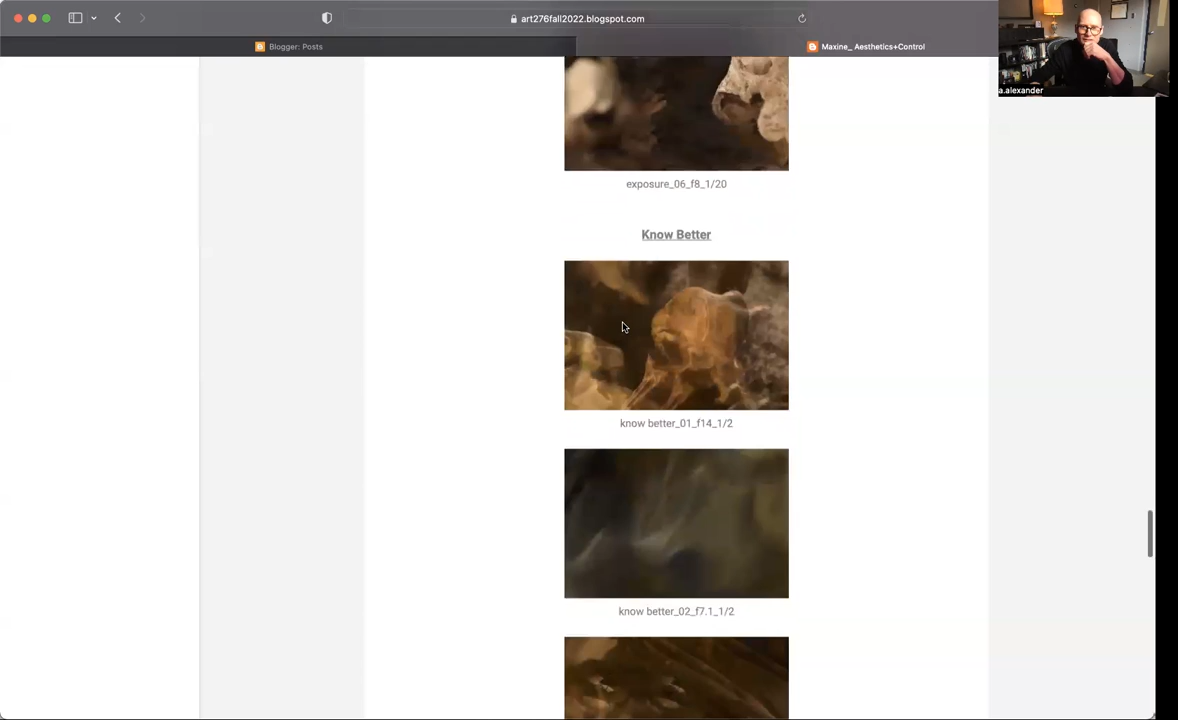 art276fall2022.blogspot.com
Blogger: Posts
Maxine_ Aesthetics+Control
a.alexander
exposure_06_f8_1/20
Know Better
know better_01_f14_1/2
know better_02_f7.1_1/2